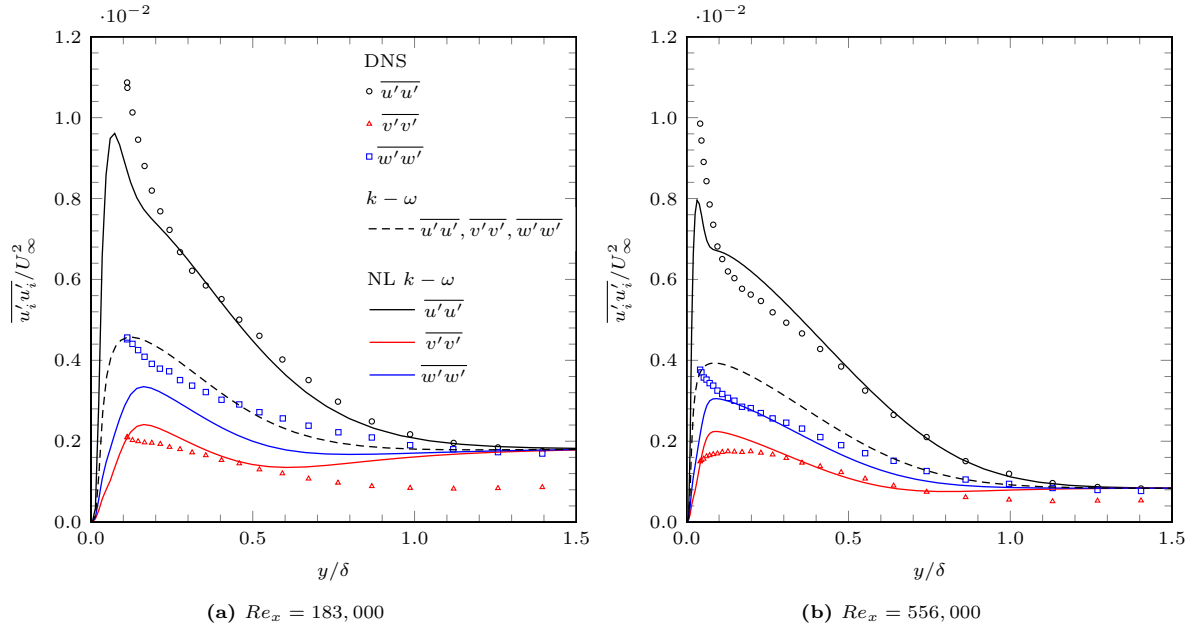 ·10⁻²
1.2
1.0
0.8
0.6
0.4
0.2
0.0
0.0 0.5 1.0 1.5
y/δ
u′ᵢu′ᵢ/U²∞
DNS
u′u′
v′v′
w′w′
k − ω
u′u′, v′v′, w′w′
NL k − ω
u′u′
v′v′
w′w′
(a) Reₓ = 183, 000
·10⁻²
1.2
1.0
0.8
0.6
0.4
0.2
0.0
0.0 0.5 1.0 1.5
y/δ
u′ᵢu′ᵢ/U²∞
(b) Reₓ = 556, 000